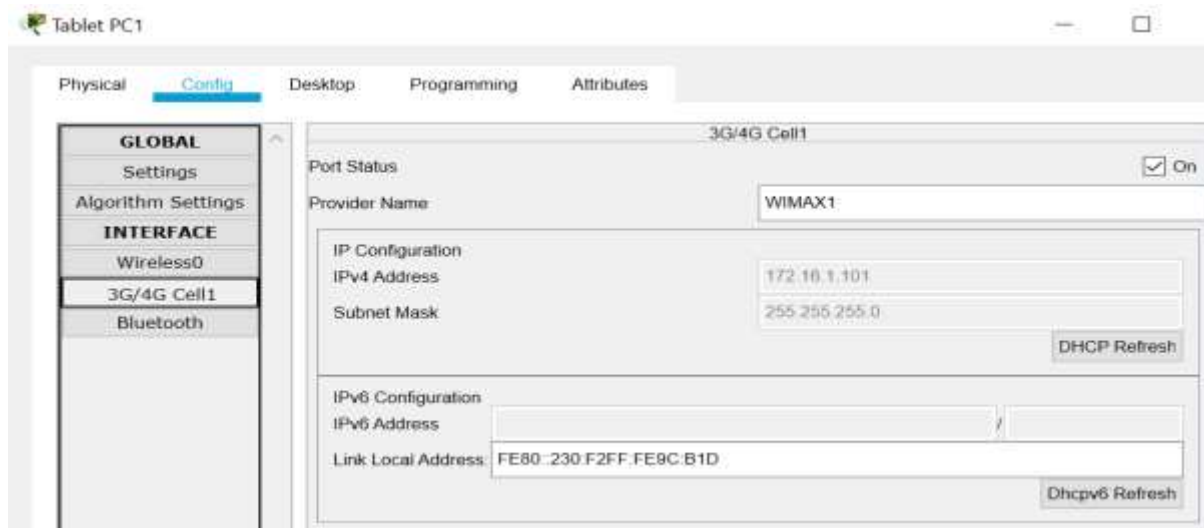 Tablet PC1
Physical Config Desktop Programming Attributes
GLOBAL
Settings
Algorithm Settings
INTERFACE
Wireless0
3G/4G Cell1
Bluetooth
3G/4G Cell1
Port Status On
Provider Name WIMAX1
IP Configuration
IPv4 Address 172.16.1.101
Subnet Mask 255.255.255.0
DHCP Refresh
IPv6 Configuration
IPv6 Address /
Link Local Address: FE80::230:F2FF:FE9C:B1D
Dhcpv6 Refresh